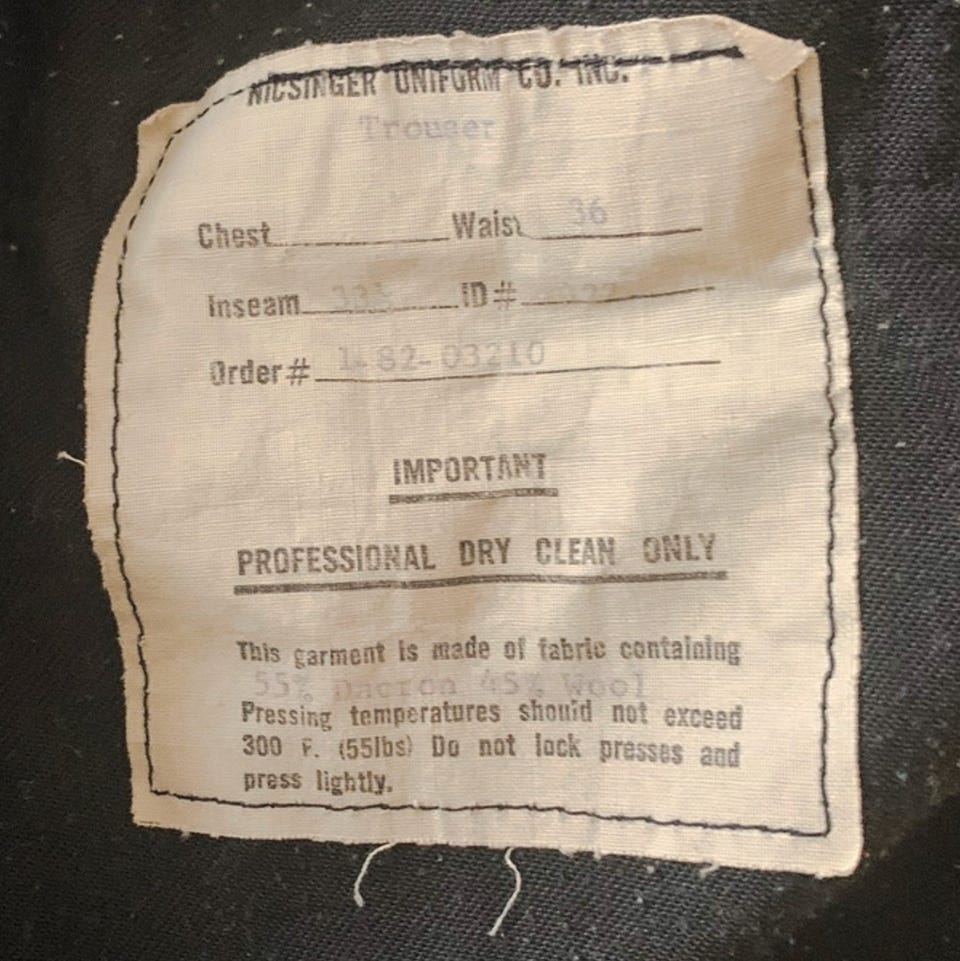 NICSINGER UNIFORM CO. INC.
Trouser
Chest Waist 36
Inseam ID#
Order# 1-82-03210
IMPORTANT
PROFESSIONAL DRY CLEAN ONLY
This garment is made of fabric containing
55% Dacron 45% Wool
Pressing temperatures should not exceed
300 F. (55lbs) Do not lock presses and
press lightly.